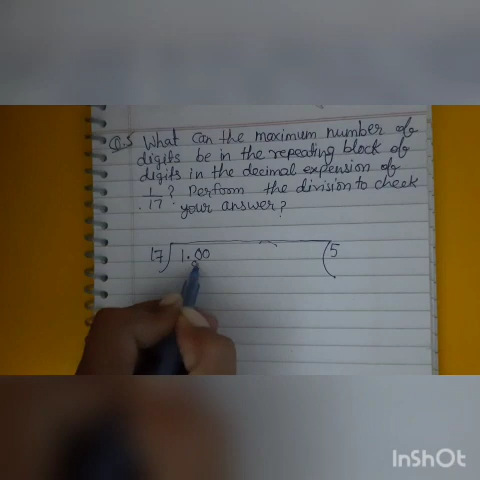 Q.5 What can the maximum number of
digits be in the repeating block of
digits in the decimal expension of
1/17? Perform the division to check
your answer?
17 1.00 5
InShOt